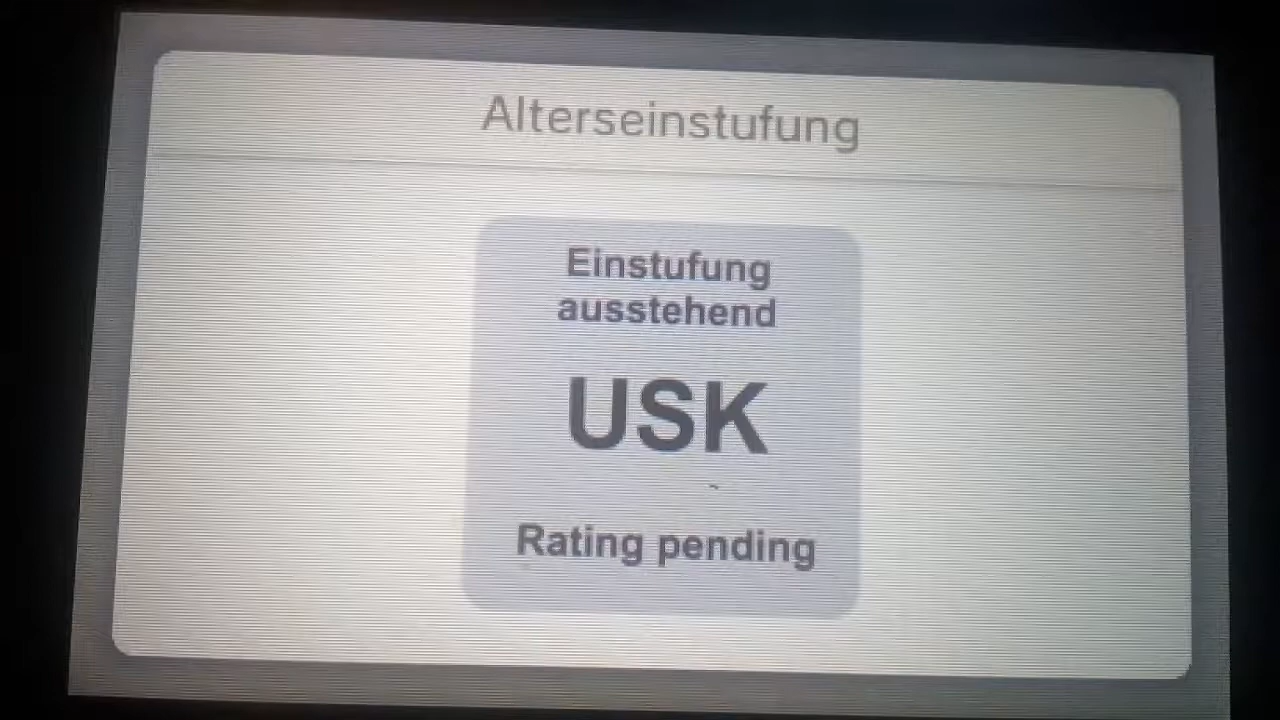 Alterseinstufung
Einstufung
ausstehend
USK
Rating pending